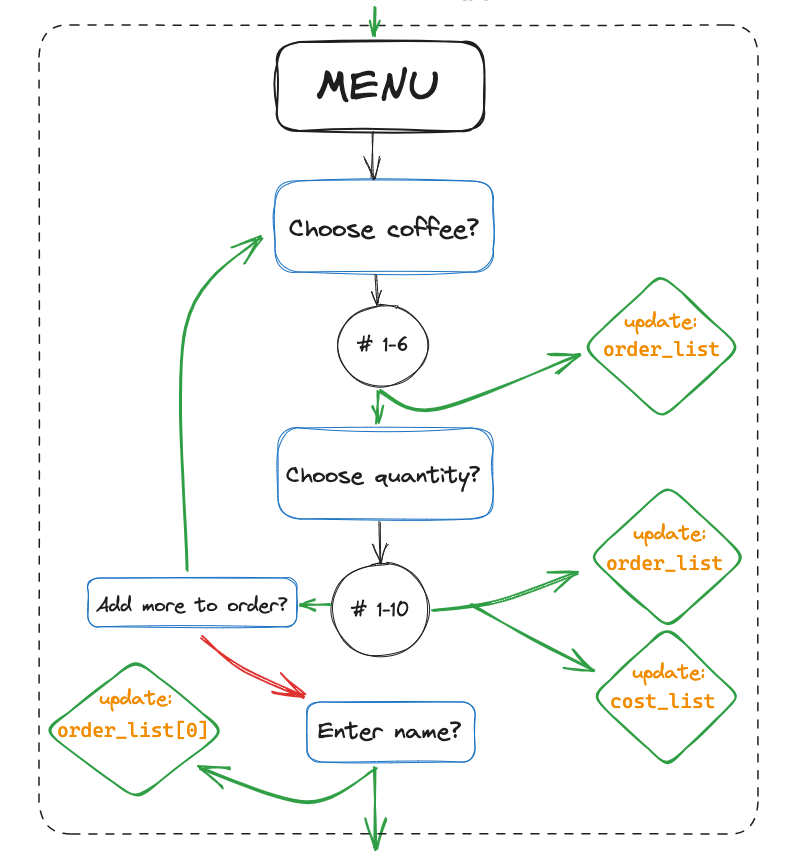 MENU
Choose coffee?
# 1-6
update:
order_list
Choose quantity?
update:
order_list
Add more to order?
# 1-10
update:
cost_list
update:
order_list[0]
Enter name?